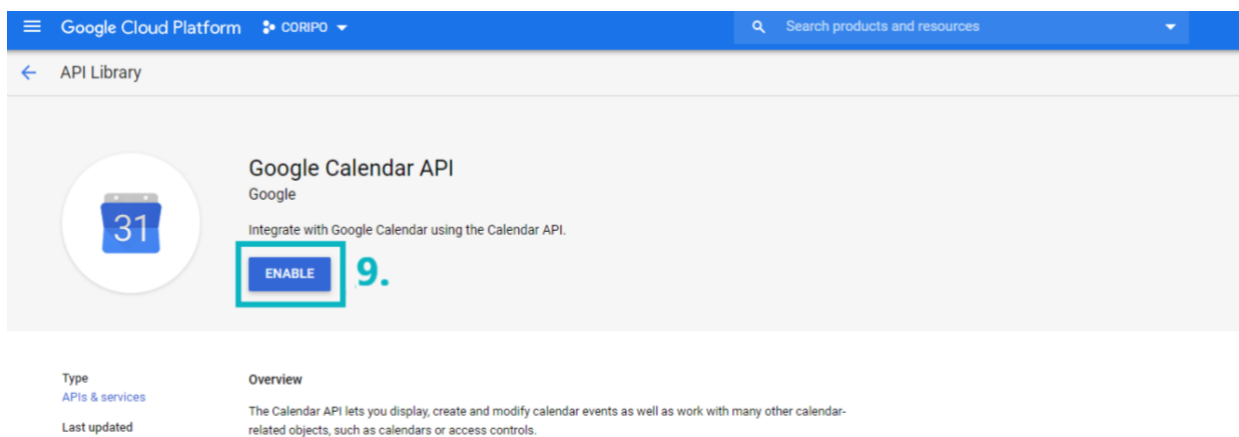 Google Cloud Platform CORIPO Search products and resources
API Library
Google Calendar API
Google
31
Integrate with Google Calendar using the Calendar API.
ENABLE 9.
Type
APIs & services
Last updated
Overview
The Calendar API lets you display, create and modify calendar events as well as work with many other calendar-
related objects, such as calendars or access controls.